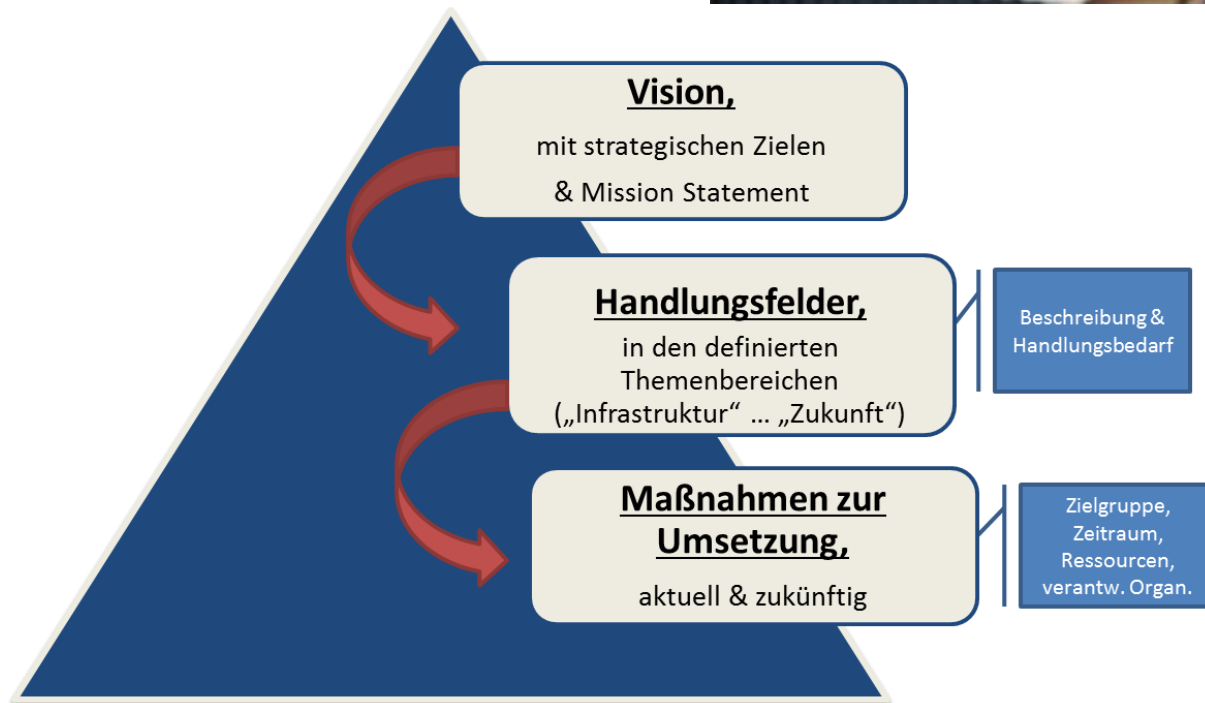 Vision,
mit strategischen Zielen
& Mission Statement
Handlungsfelder,
in den definierten
Themenbereichen
(„Infrastruktur“ … „Zukunft“)
Beschreibung &
Handlungsbedarf
Maßnahmen zur
Umsetzung,
aktuell & zukünftig
Zielgruppe,
Zeitraum,
Ressourcen,
verantw. Organ.